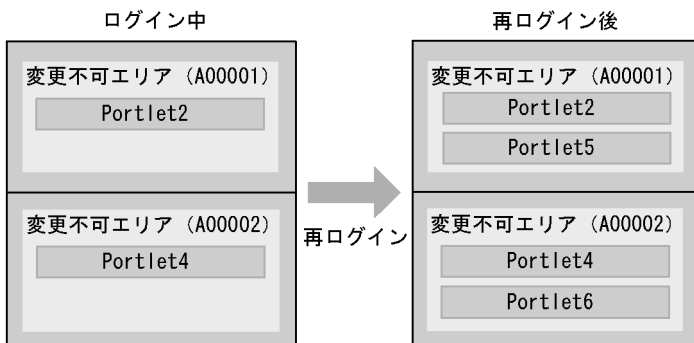 ログイン中
変更不可エリア (A00001)
Portlet2
変更不可エリア (A00002)
Portlet4
再ログイン
再ログイン後
変更不可エリア (A00001)
Portlet2
Portlet5
変更不可エリア (A00002)
Portlet4
Portlet6